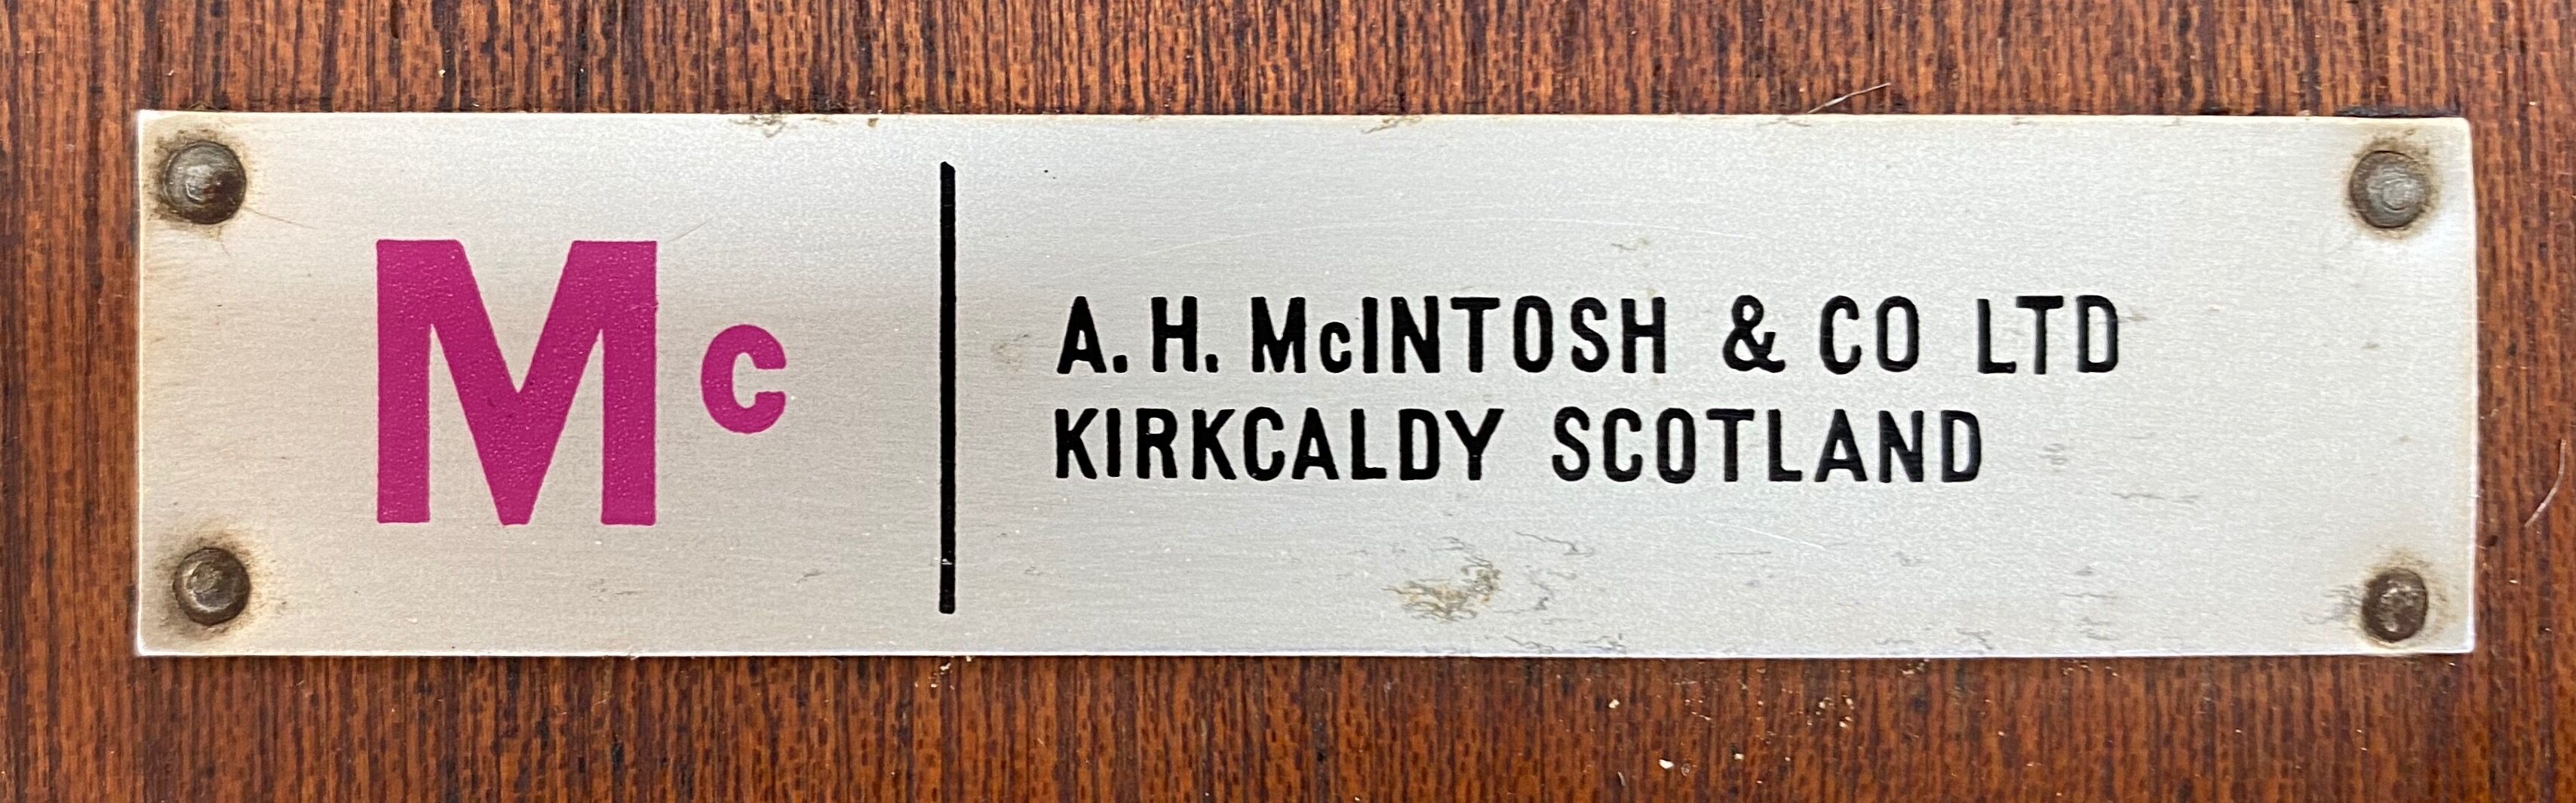 Mc
A. H. McINTOSH & CO LTD
KIRKCALDY SCOTLAND